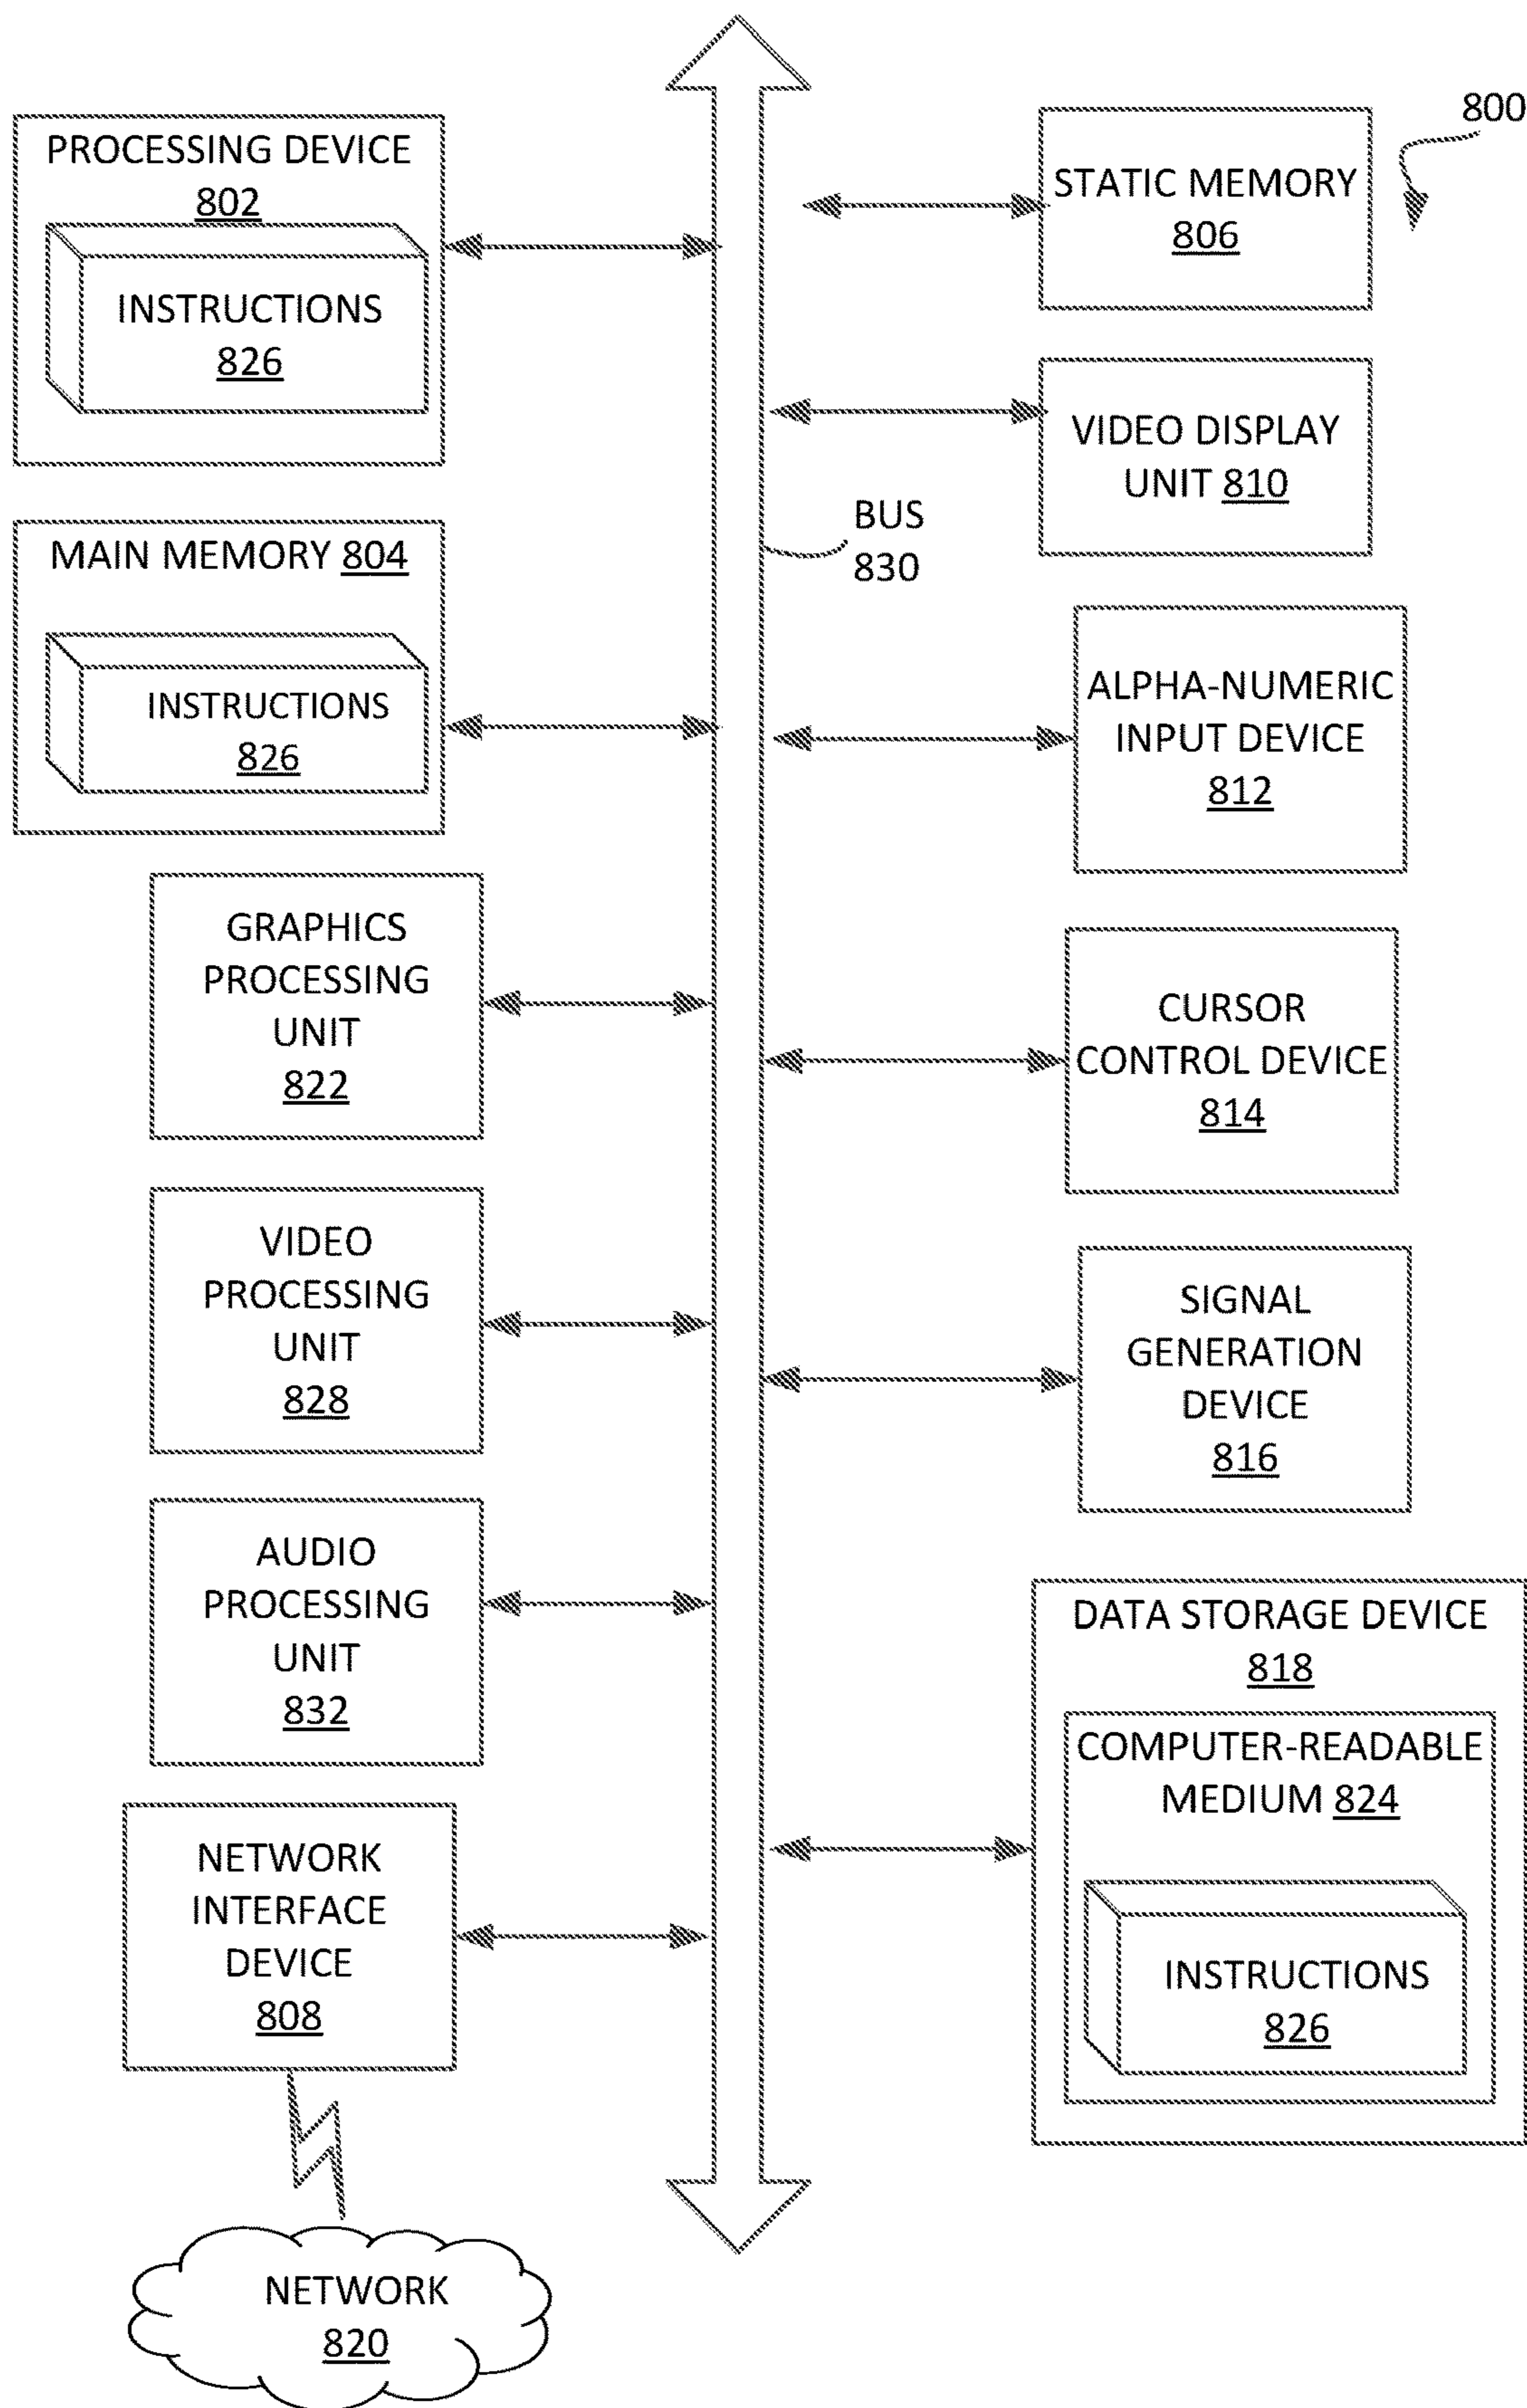 800
PROCESSING DEVICE
802
INSTRUCTIONS
826
MAIN MEMORY 804
INSTRUCTIONS
826
GRAPHICS
PROCESSING
UNIT
822
VIDEO
PROCESSING
UNIT
828
AUDIO
PROCESSING
UNIT
832
NETWORK
INTERFACE
DEVICE
808
NETWORK
820
BUS
830
STATIC MEMORY
806
VIDEO DISPLAY
UNIT 810
ALPHA-NUMERIC
INPUT DEVICE
812
CURSOR
CONTROL DEVICE
814
SIGNAL
GENERATION
DEVICE
816
DATA STORAGE DEVICE
818
COMPUTER-READABLE
MEDIUM 824
INSTRUCTIONS
826